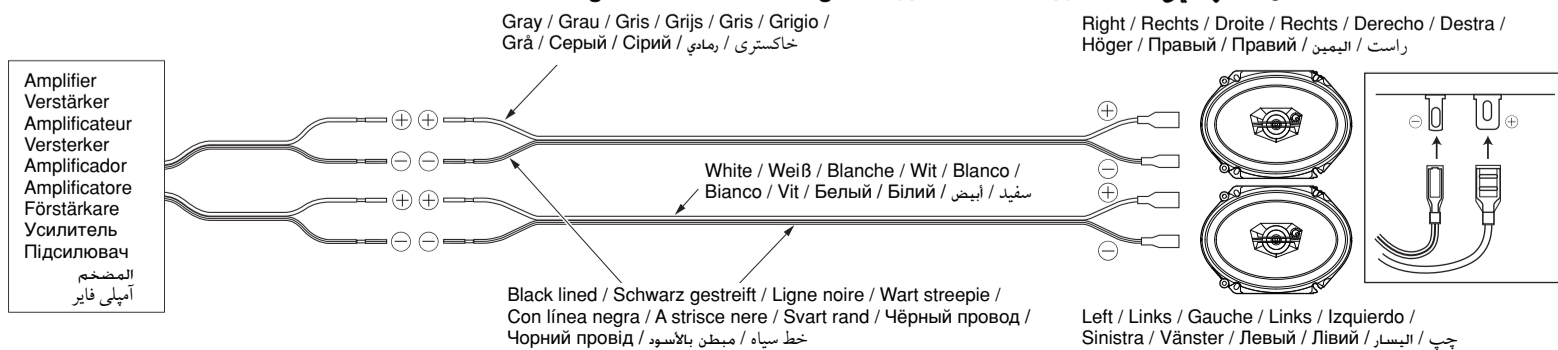 Gray / Grau / Gris / Grijs / Gris / Grigio /
Grå / Серый / Сірий / رمادي / خاکستری
Right / Rechts / Droite / Rechts / Derecho / Destra /
Höger / Правый / Правий / اليمين / راست
Amplifier
Verstärker
Amplificateur
Versterker
Amplificador
Amplificatore
Förstärkare
Усилитель
Підсилювач
المضخم
آمپلی فایر
White / Weiß / Blanche / Wit / Blanco /
Bianco / Vit / Белый / Білий / أبيض / سفید
Black lined / Schwarz gestreift / Ligne noire / Wart streepie /
Con línea negra / A strisce nere / Svart rand / Чёрный провод /
Чорний провід / مبطن بالأسود / خط سیاه
Left / Links / Gauche / Links / Izquierdo /
Sinistra / Vänster / Левый / Лівий / اليسار / چپ